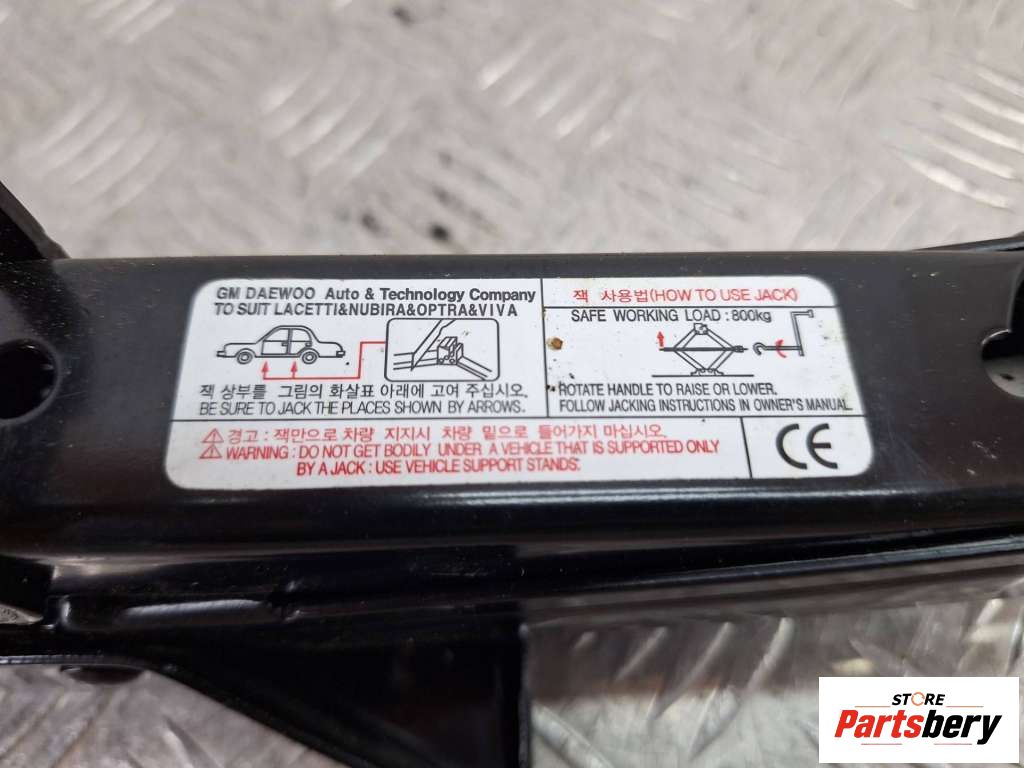 GM DAEWOO Auto & Technology Company
TO SUIT LACETTI&NUBIRA&OPTRA&VIVA
잭 상부를 그림의 화살표 아래에 고여 주십시오.
BE SURE TO JACK THE PLACES SHOWN BY ARROWS.
잭 사용법(HOW TO USE JACK)
SAFE WORKING LOAD : 800kg
ROTATE HANDLE TO RAISE OR LOWER.
FOLLOW JACKING INSTRUCTIONS IN OWNER'S MANUAL
경고 : 잭만으로 차량 지지시 차량 밑으로 들어가지 마십시오.
WARNING : DO NOT GET BODILY UNDER A VEHICLE THAT IS SUPPORTED ONLY
BY A JACK : USE VEHICLE SUPPORT STANDS.
CE
STORE
Partsbery